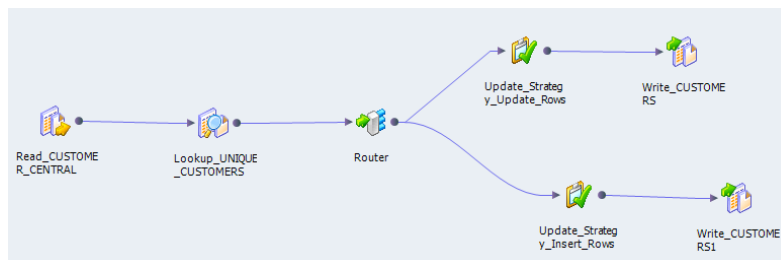 Update_Strateg
y_Update_Rows
Write_CUSTOME
RS
Read_CUSTOME
R_CENTRAL
Lookup_UNIQUE
_CUSTOMERS
Router
Update_Strateg
y_Insert_Rows
Write_CUSTOME
RS1